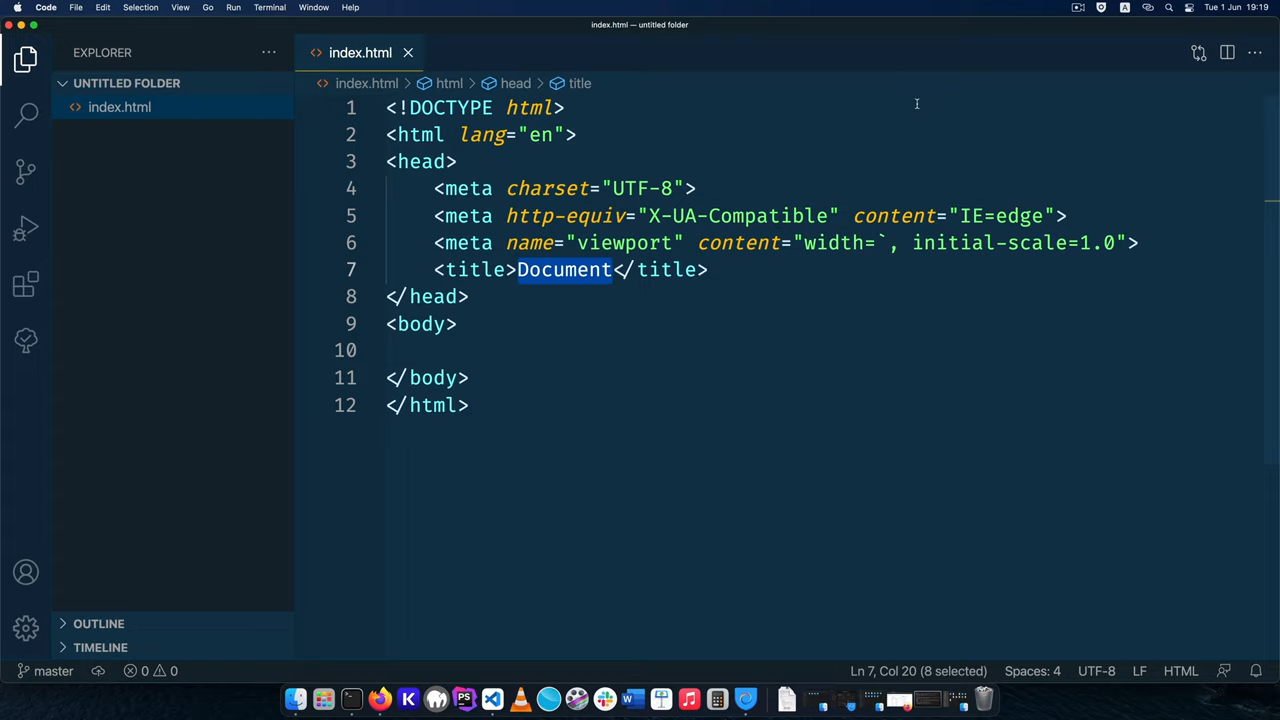 Code File Edit Selection View Go Run Terminal Window Help
A
Tue 1 Jun 19:19
index.html — untitled folder
EXPLORER
index.html
UNTITLED FOLDER
index.html
index.html > html > head > title
1 <!DOCTYPE html>
2 <html lang="en">
3 <head>
4 <meta charset="UTF-8">
5 <meta http-equiv="X-UA-Compatible" content="IE=edge">
6 <meta name="viewport" content="width=`, initial-scale=1.0">
7 <title>Document</title>
8 </head>
9 <body>
10
11 </body>
12 </html>
OUTLINE
TIMELINE
master
0 0
Ln 7, Col 20 (8 selected)
Spaces: 4
UTF-8
LF
HTML
K
PS
W